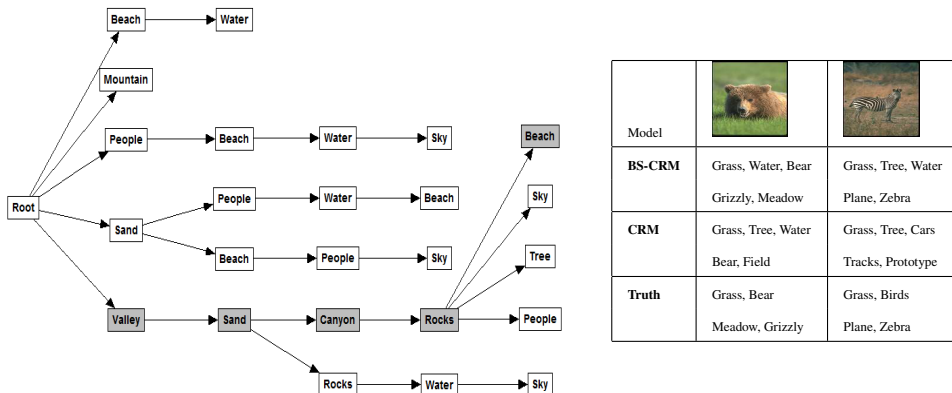 Beach Water
Mountain
People Beach Water Sky
Beach
Root
Sand
People Water Beach
Beach People Sky
Sky
Tree
Valley Sand Canyon Rocks People
Rocks Water Sky
Model
BS-CRM Grass, Water, Bear Grass, Tree, Water
Grizzly, Meadow Plane, Zebra
CRM Grass, Tree, Water Grass, Tree, Cars
Bear, Field Tracks, Prototype
Truth Grass, Bear Grass, Birds
Meadow, Grizzly Plane, Zebra